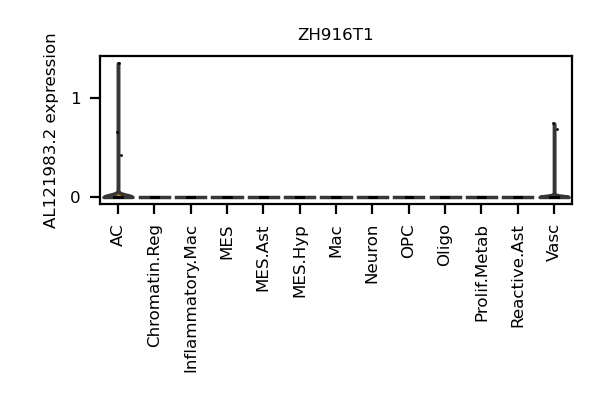 ZH916T1
AL121983.2 expression
1
0
AC
Chromatin.Reg
Inflammatory.Mac
MES
MES.Ast
MES.Hyp
Mac
Neuron
OPC
Oligo
Prolif.Metab
Reactive.Ast
Vasc